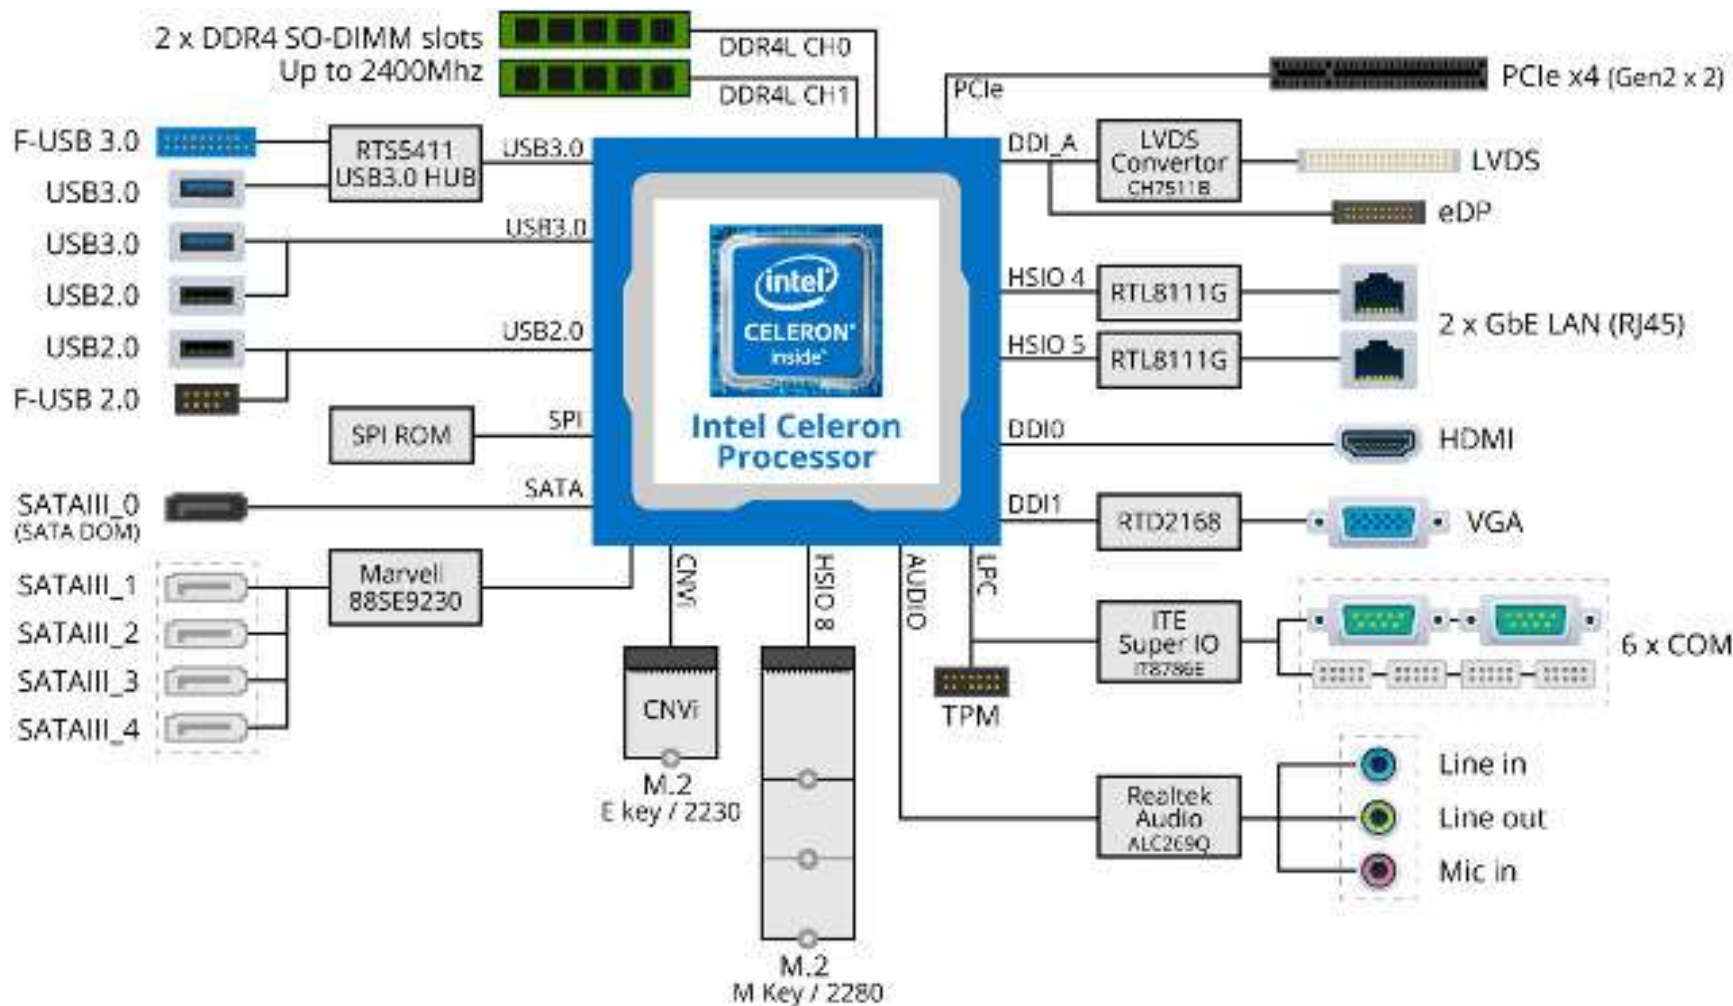 2 x DDR4 SO-DIMM slots
Up to 2400Mhz
DDR4L CH0
DDR4L CH1
PCIe
PCIe x4 (Gen2 x 2)
F-USB 3.0
RTS5411
USB3.0 HUB
USB3.0
USB3.0
USB3.0
USB3.0
USB2.0
USB2.0
USB2.0
F-USB 2.0
SPI ROM
SPI
SATAIII_0
(SATA DOM)
SATA
SATAIII_1
SATAIII_2
SATAIII_3
SATAIII_4
Marvell
88SE9230
intel
CELERON®
inside™
Intel Celeron
Processor
DDI_A
LVDS
Convertor
CH7511B
LVDS
eDP
HSIO 4
RTL8111G
HSIO 5
RTL8111G
2 x GbE LAN (RJ45)
DDI0
HDMI
DDI1
RTD2168
VGA
CNVi
HSIO 8
AUDIO
LPC
CNVi
M.2
E key / 2230
M.2
M Key / 2280
TPM
ITE
Super IO
IT8786E
6 x COM
Realtek
Audio
ALC269Q
Line in
Line out
Mic in